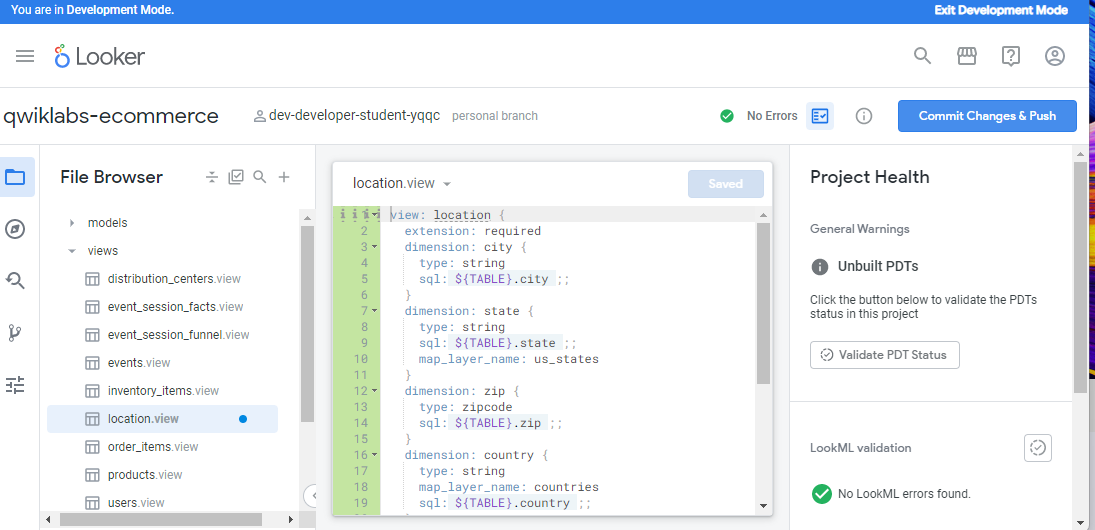 You are in Development Mode.
Exit Development Mode
Looker
qwiklabs-ecommerce
dev-developer-student-yqqc personal branch
No Errors
Commit Changes & Push
File Browser
models
views
distribution_centers.view
event_session_facts.view
event_session_funnel.view
events.view
inventory_items.view
location.view
order_items.view
products.view
users.view
location.view
Saved
view: location {
2 extension: required
3 dimension: city {
4 type: string
5 sql: ${TABLE}.city ;;
6 }
7 dimension: state {
8 type: string
9 sql: ${TABLE}.state ;;
10 map_layer_name: us_states
11 }
12 dimension: zip {
13 type: zipcode
14 sql: ${TABLE}.zip ;;
15 }
16 dimension: country {
17 type: string
18 map_layer_name: countries
19 sql: ${TABLE}.country ;;
Project Health
General Warnings
Unbuilt PDTs
Click the button below to validate the PDTs
status in this project
Validate PDT Status
LookML validation
No LookML errors found.